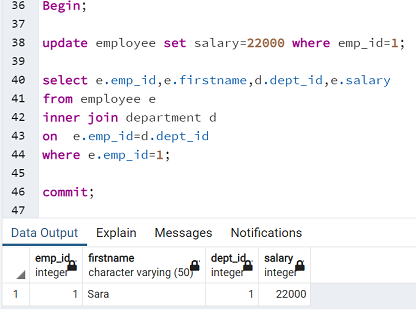 36 Begin;
37
38 update employee set salary=22000 where emp_id=1;
39
40 select e.emp_id,e.firstname,d.dept_id,e.salary
41 from employee e
42 inner join department d
43 on  e.emp_id=d.dept_id
44 where e.emp_id=1;
45
46 commit;
47
Data Output Explain Messages Notifications
emp_id firstname dept_id salary
integer character varying (50) integer integer
1 1 Sara 1 22000